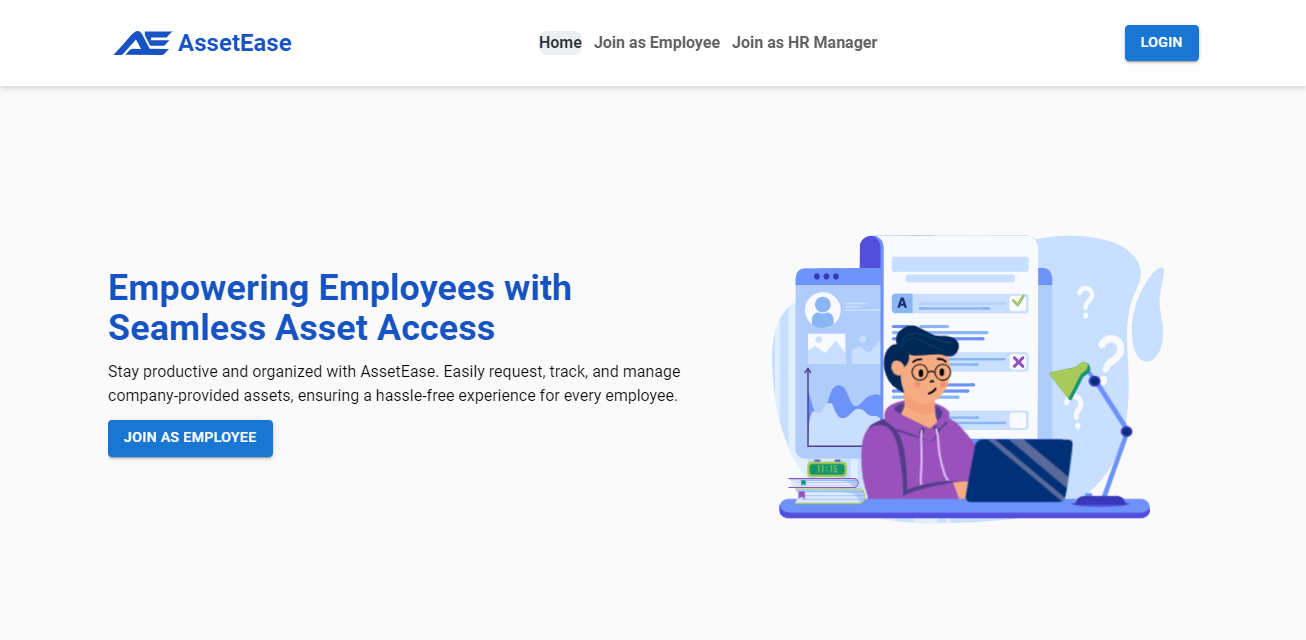 AssetEase
Home
Join as Employee
Join as HR Manager
LOGIN
Empowering Employees with
Seamless Asset Access
Stay productive and organized with AssetEase. Easily request, track, and manage
company-provided assets, ensuring a hassle-free experience for every employee.
JOIN AS EMPLOYEE
A
? 
?
?
11:15